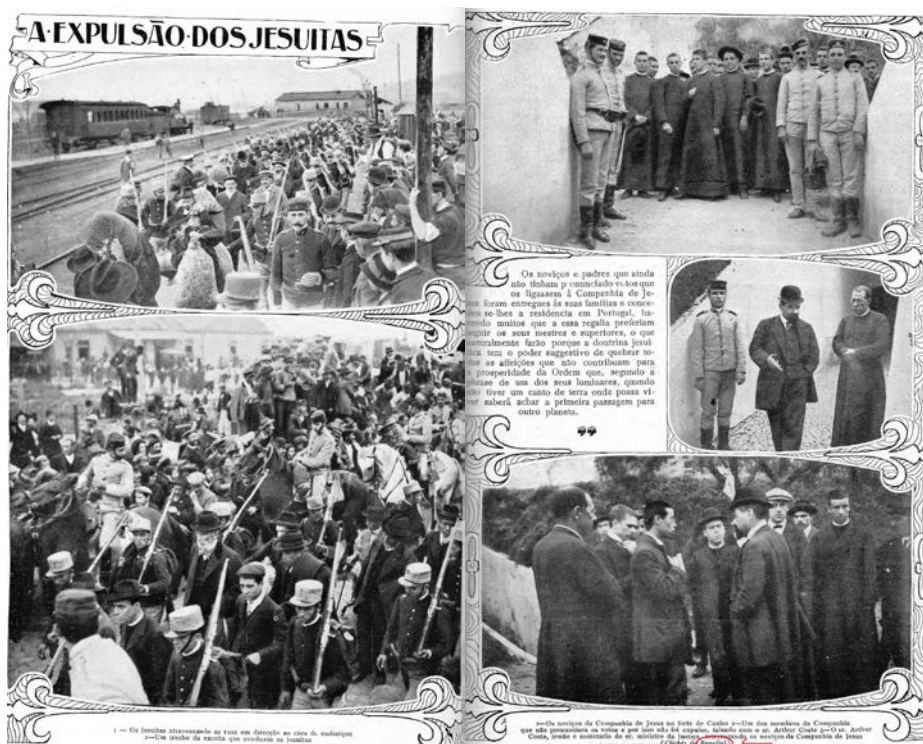 A EXPULSÃO DOS JESUITAS
1 — Os Jesuitas atravessando as ruas em direcção ao caes de embarque
2—Um trecho da escolta que conduziu os jesuitas
Os noviços e padres que ainda
não tinham p onunciado votos que
os ligassem á Companhia de Je-
foram entregues ás suas familias e conce-
se-lhes a residencia em Portugal, ha-
muitos que a essa regalia preferiam
os seus mestres e superiores, o que
naturalmente farão porque a doutrina jesui-
tica tem o poder suggestivo de quebrar to-
as affeições que não contribuam para
prosperidade da Ordem que, segundo a
phrase de um dos seus luminares, quando
não tiver um canto de terra onde possa vi-
saberá achar a primeira passagem para
outro planeta.
1—Os noviços da Companhia de Jesus no forte de Caxias 2—Um dos membros da Companhia
que não pronunciára os votos e por isso não foi expulso, falando com o sr. Arthur Costa 3—O sr. Arthur
Costa, irmão e secretario do sr. ministro da justiça, os noviços da Companhia de Jesus